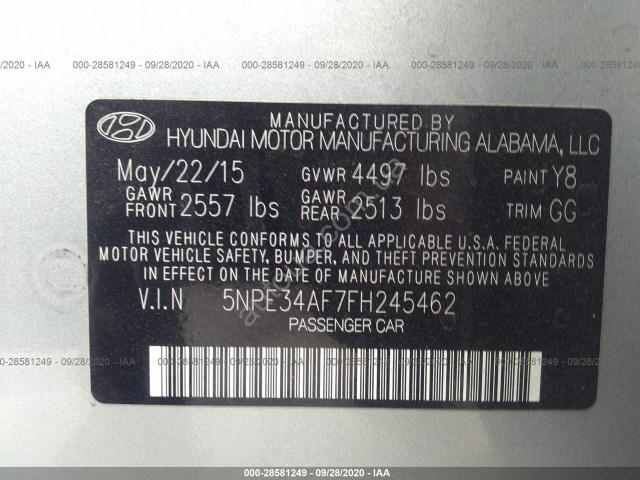 000-28581249 - 09/28/2020 - IAA
MANUFACTURED BY
HYUNDAI MOTOR MANUFACTURING ALABAMA, LLC
May/22/15 GVWR 4497 lbs PAINT Y8
GAWR FRONT 2557 lbs GAWR REAR 2513 lbs TRIM GG
THIS VEHICLE CONFORMS TO ALL APPLICABLE U.S.A. FEDERAL
MOTOR VEHICLE SAFETY, BUMPER, AND THEFT PREVENTION STANDARDS
IN EFFECT ON THE DATE OF MANUFACTURE SHOWN ABOVE.
V.I.N 5NPE34AF7FH245462
PASSENGER CAR
000-28581249 - 09/28/2020 - IAA